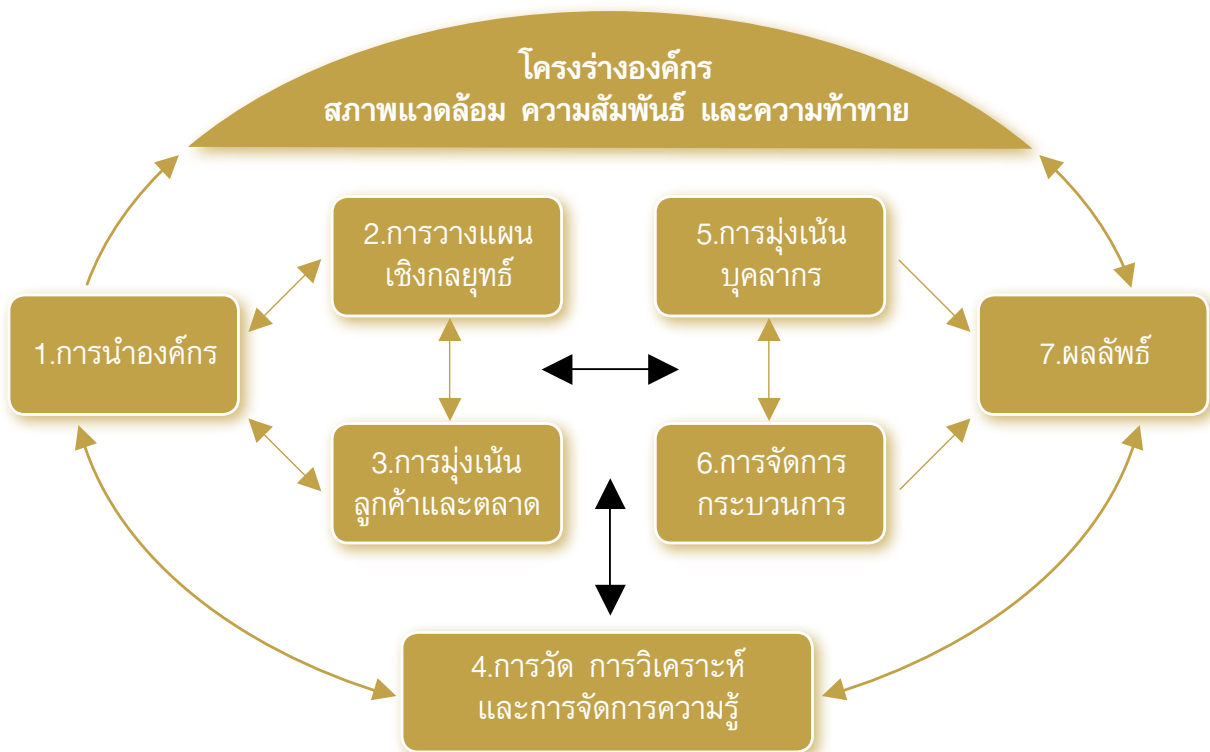 โครงร่างองค์กร
สภาพแวดล้อม ความสัมพันธ์ และความท้าทาย
2.การวางแผน
เชิงกลยุทธ์
5.การมุ่งเน้น
บุคลากร
1.การนำองค์กร
7.ผลลัพธ์
3.การมุ่งเน้น
ลูกค้าและตลาด
6.การจัดการ
กระบวนการ
4.การวัด การวิเคราะห์
และการจัดการความรู้